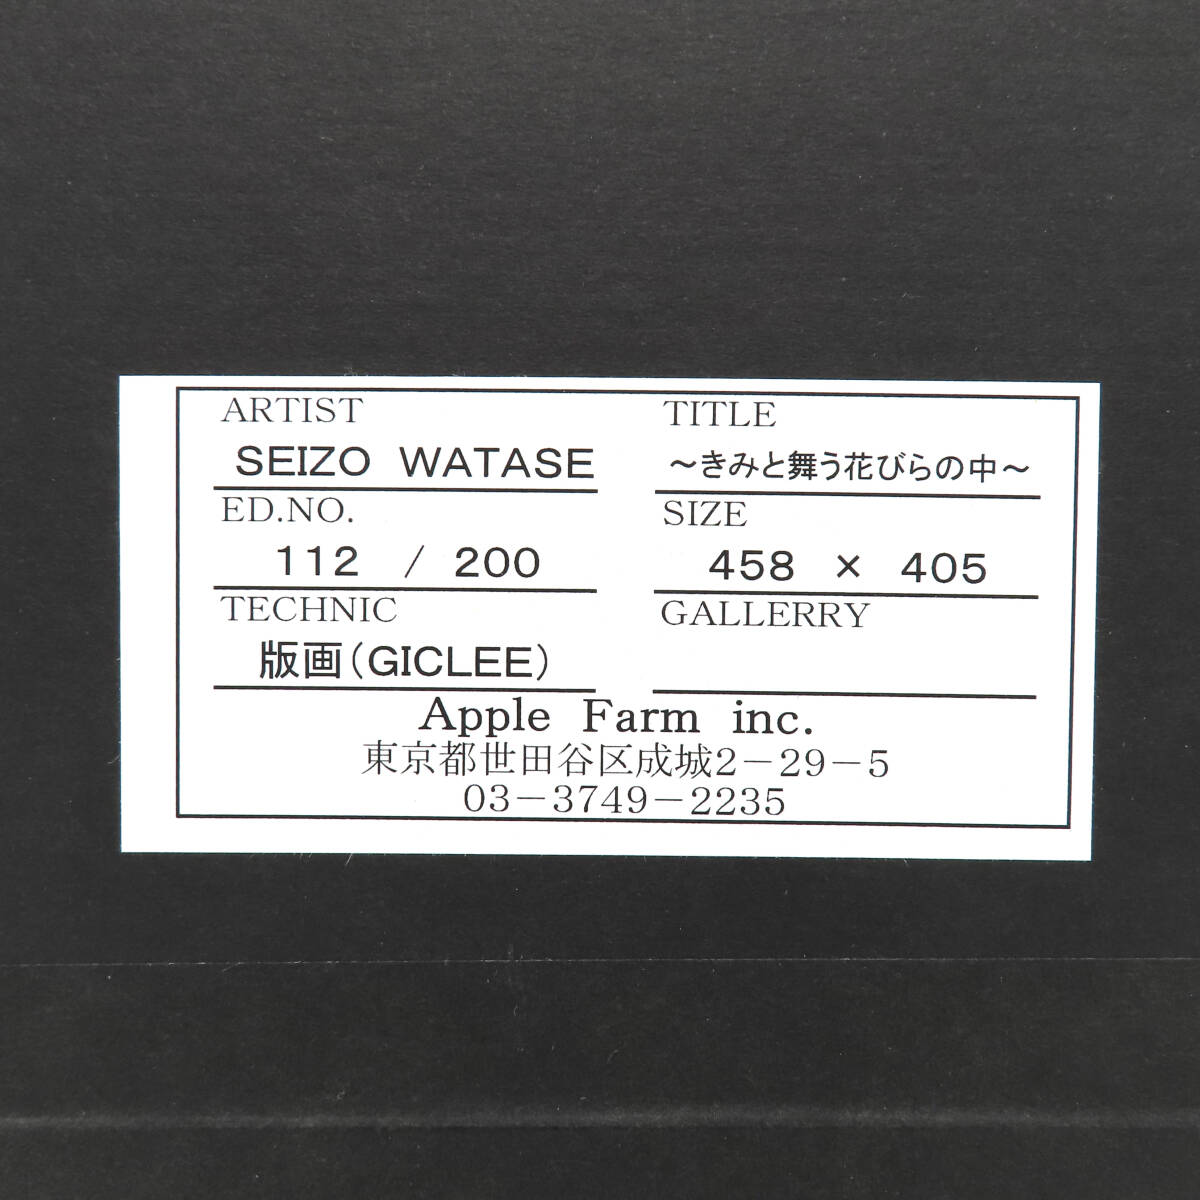 ARTIST
SEIZO WATASE
TITLE
～きみと舞う花びらの中～
ED.NO.
112 / 200
SIZE
458 × 405
TECHNIC
版画(GICLEE)
GALLERRY
Apple Farm inc.
東京都世田谷区成城2－29－5
03－3749－2235